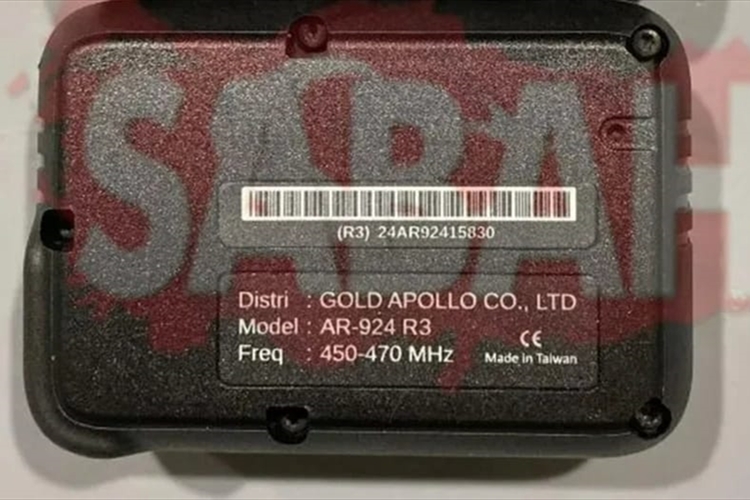 SABAH
(R3) 24AR92415830
Distri : GOLD APOLLO CO., LTD
Model : AR-924 R3
Freq : 450-470 MHz
CE
Made in Taiwan